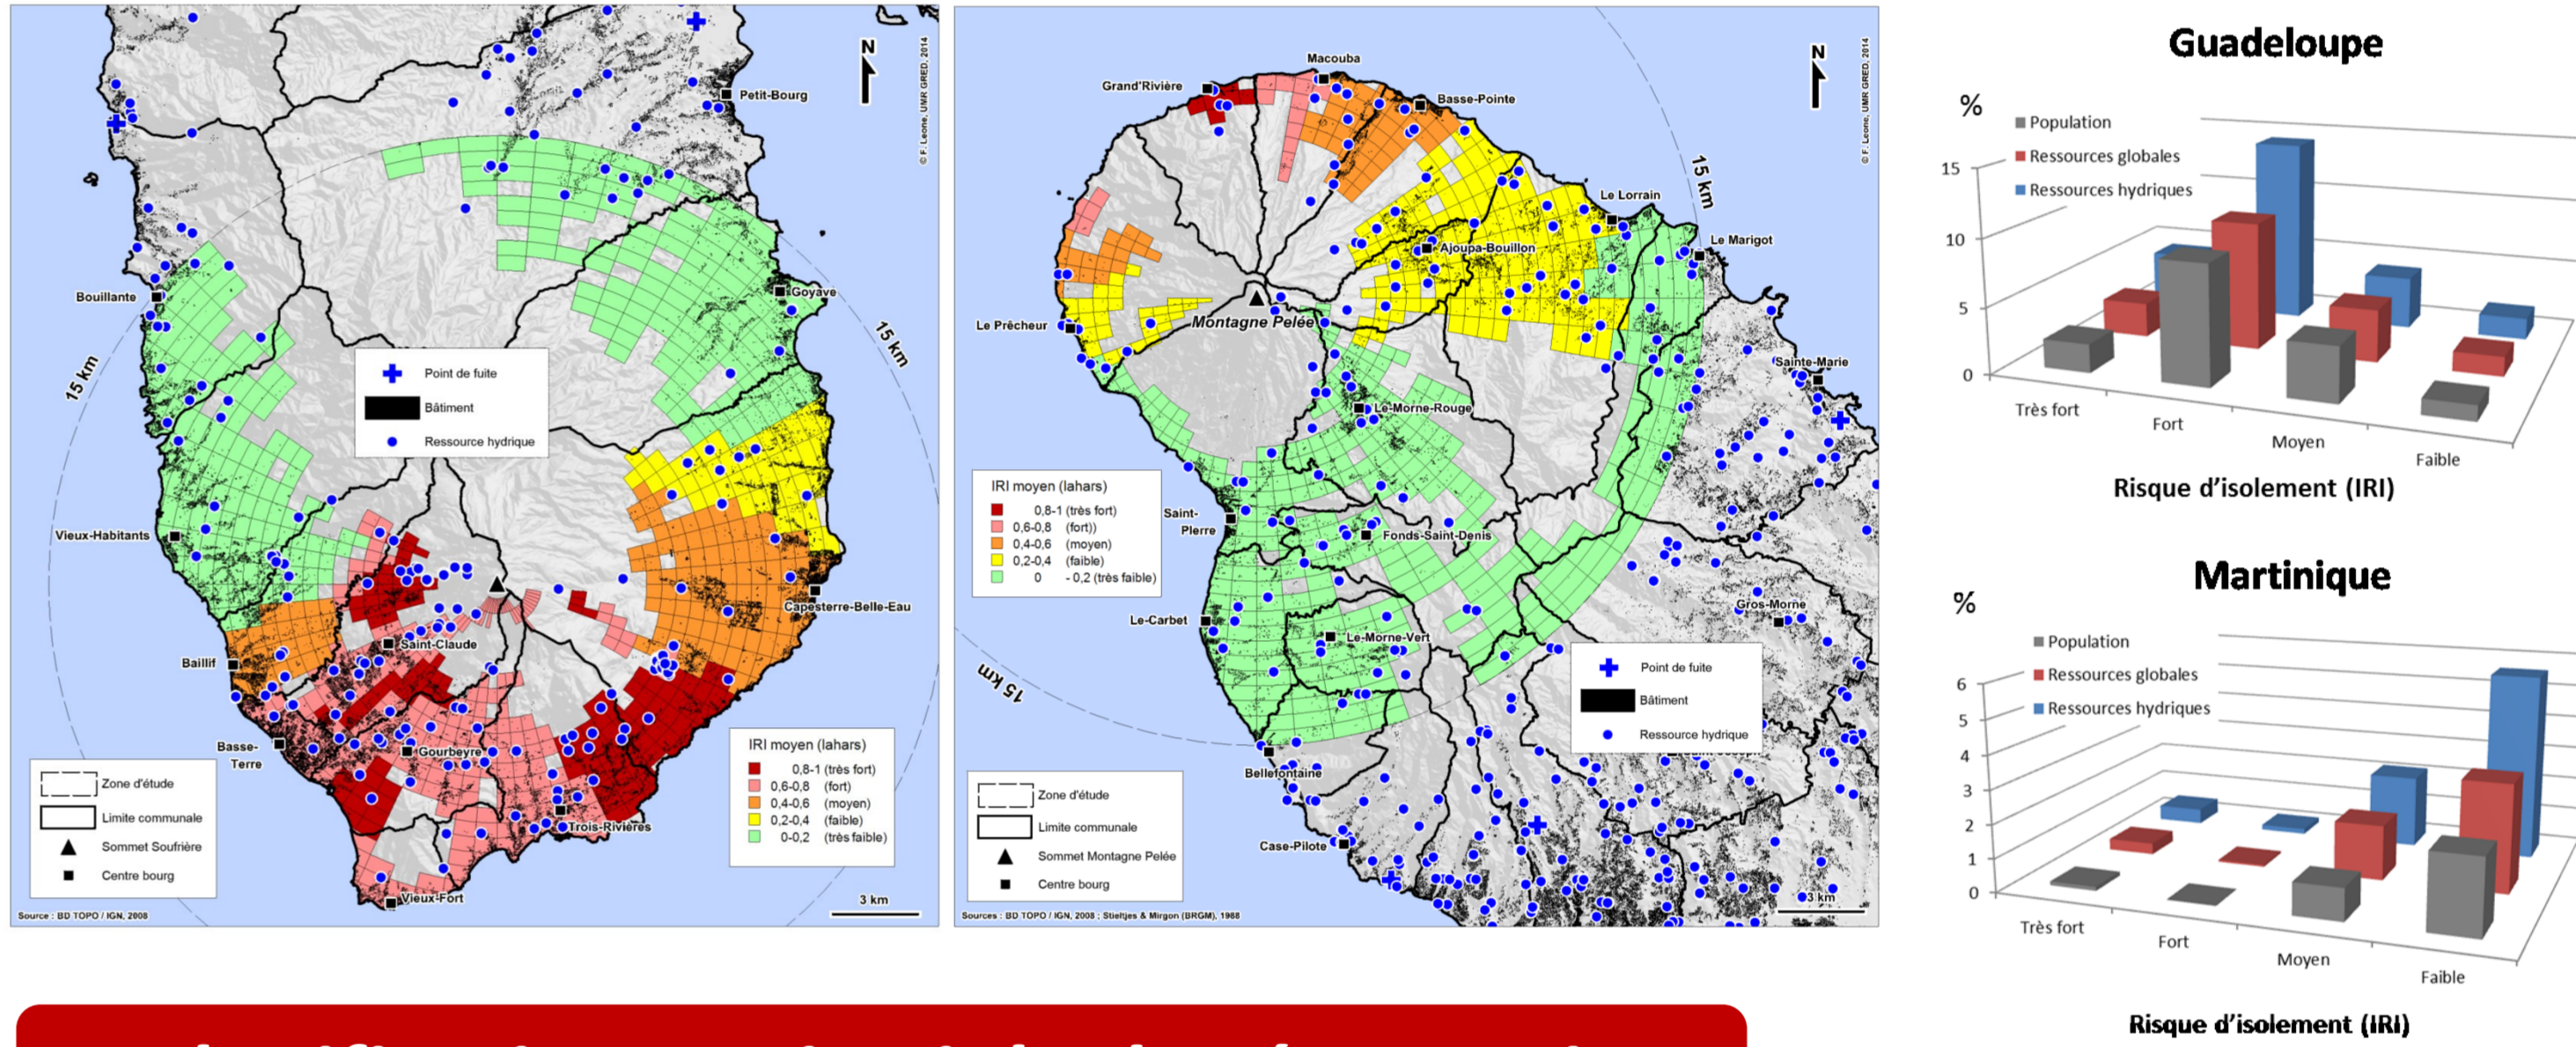 N
© F. Leone, UMR GRED, 2014
Petit-Bourg
Bouillante
Goyave
15 km
15 km
Point de fuite
Bâtiment
Ressource hydrique
Vieux-Habitants
Capesterre-Belle-Eau
Saint-Claude
Baillif
Basse-
Terre
Gourbeyre
Trois-Rivières
Vieux-Fort
IRI moyen (lahars)
0,8-1 (très fort)
0,6-0,8 (fort)
0,4-0,6 (moyen)
0,2-0,4 (faible)
0-0,2 (très faible)
Zone d'étude
Limite communale
Sommet Soufrière
Centre bourg
3 km
Source : BD TOPO / IGN, 2008
N
© F. Leone, UMR GRED, 2014
Macouba
Grand'Rivière
Basse-Pointe
15 km
Le Lorrain
Le Marigot
Ajoupa-Bouillon
Montagne Pelée
Le Prêcheur
Sainte-Marie
Le-Morne-Rouge
IRI moyen (lahars)
0,8-1 (très fort)
0,6-0,8 (fort))
0,4-0,6 (moyen)
0,2-0,4 (faible)
0 - 0,2 (très faible)
Saint-
PIerre
Fonds-Saint-Denis
Gros-Morne
Le-Carbet
Le-Morne-Vert
15 km
Point de fuite
Bâtiment
Ressource hydrique
Bellefontaine
Case-Pilote
Zone d'étude
Limite communale
Sommet Montagne Pelée
Centre bourg
3 km
Sources : BD TOPO / IGN, 2008 ; Stieltjes & Mirgon (BRGM), 1988
Guadeloupe
%
Population
Ressources globales
Ressources hydriques
15
10
5
0
Très fort
Fort
Moyen
Faible
Risque d'isolement (IRI)
Martinique
%
Population
Ressources globales
Ressources hydriques
6
5
4
3
2
1
0
Très fort
Fort
Moyen
Faible
Risque d'isolement (IRI)